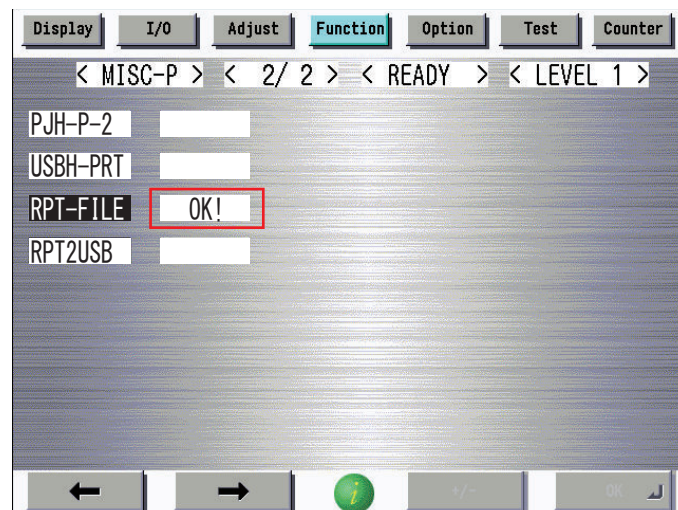 Display I/O Adjust Function Option Test Counter
< MISC-P > < 2/ 2 > < READY > < LEVEL 1 >
PJH-P-2
USBH-PRT
RPT-FILE OK!
RPT2USB
+/- OK